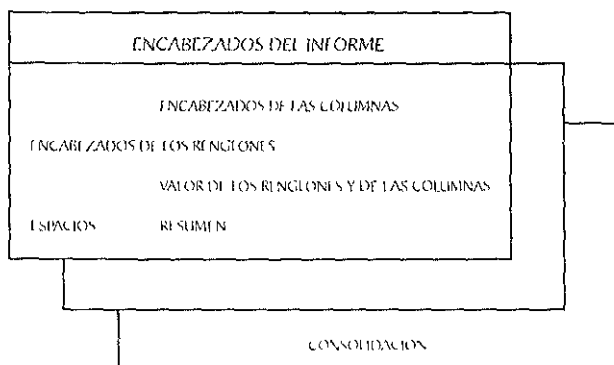 ENCABEZADOS DEL INFORME
ENCABEZADOS DE LAS COLUMNAS
ENCABEZADOS DE LOS RENGLONES
VALOR DE LOS RENGLONES Y DE LAS COLUMNAS
ESPACIOS RESUMEN
CONSOLIDACION